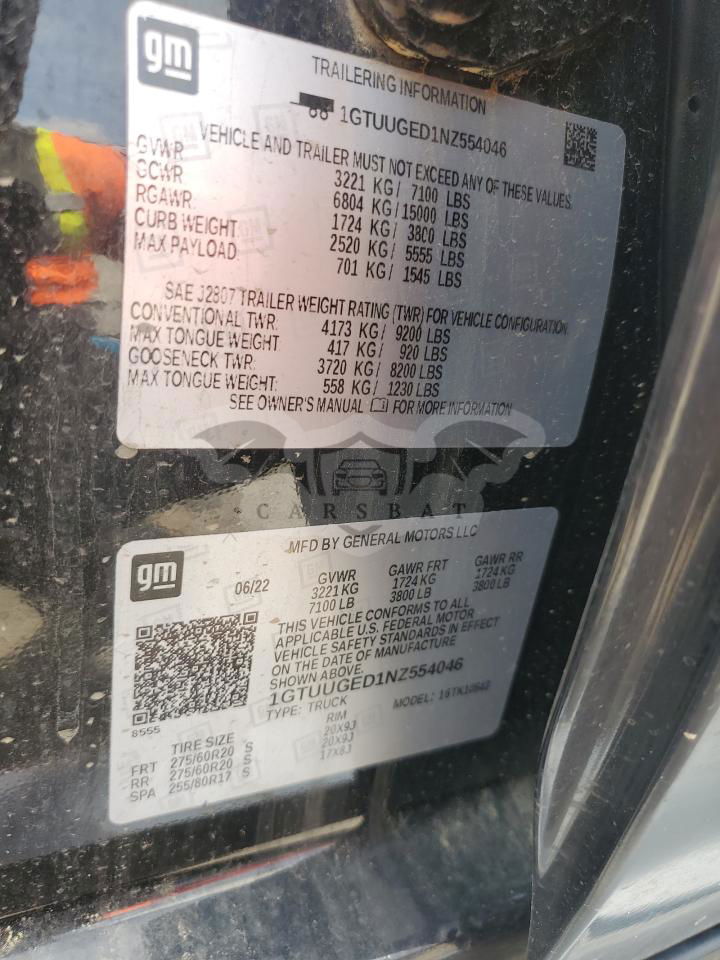 gm
TRAILERING INFORMATION
1GTUUGED1NZ554046
VEHICLE AND TRAILER MUST NOT EXCEED ANY OF THESE VALUES
GVWR 3221 KG/ 7100 LBS
GCWR 6804 KG/15000 LBS
RGAWR: 1724 KG/ 3800 LBS
CURB WEIGHT: 2520 KG/ 5555 LBS
MAX PAYLOAD: 701 KG/ 1545 LBS
SAE J2807 TRAILER WEIGHT RATING (TWR) FOR VEHICLE CONFIGURATION
CONVENTIONAL TWR: 4173 KG/ 9200 LBS
MAX TONGUE WEIGHT: 417 KG/ 920 LBS
GOOSENECK TWR: 3720 KG/ 8200 LBS
MAX TONGUE WEIGHT: 558 KG/ 1230 LBS
SEE OWNER'S MANUAL FOR MORE INFORMATION
CARSBAT
gm
MFD BY GENERAL MOTORS LLC
06/22 GVWR GAWR FRT GAWR RR
3221 KG 1724 KG 1724 KG
7100 LB 3800 LB 3800 LB
THIS VEHICLE CONFORMS TO ALL
APPLICABLE U.S. FEDERAL MOTOR
VEHICLE SAFETY STANDARDS IN EFFECT
ON THE DATE OF MANUFACTURE
SHOWN ABOVE.
1GTUUGED1NZ554046
TYPE: TRUCK MODEL:
8555
TIRE SIZE RIM
FRT 275/60R20 S 20X9J
RR 275/60R20 S 20X9J
SPA 255/80R17 S 17X8J